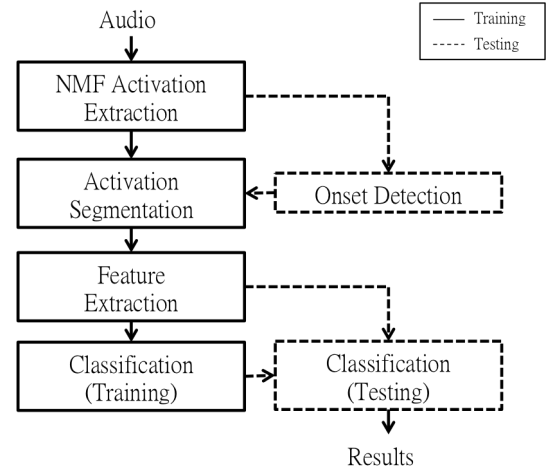 Audio
Training
Testing
NMF Activation
Extraction
Activation
Segmentation
Onset Detection
Feature
Extraction
Classification
(Training)
Classification
(Testing)
Results